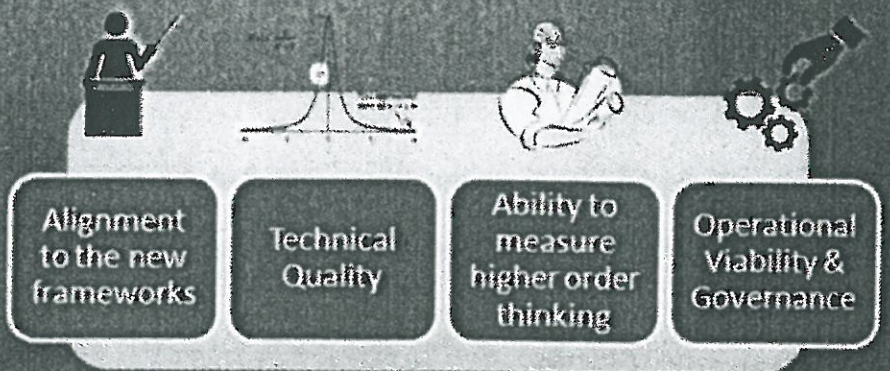 Alignment
to the new
frameworks
Technical
Quality
Ability to
measure
higher order
thinking
Operational
Viability &
Governance